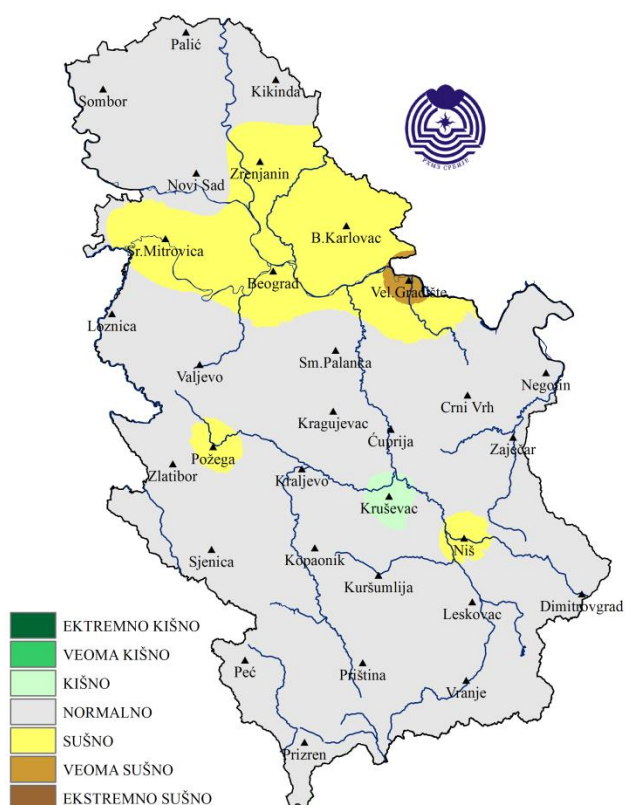 Palić
Kikinda
Sombor
Zrenjanin
Novi Sad
B.Karlovac
Sr.Mitrovica
Beograd
Vel.Gradište
Loznica
Sm.Palanka
Valjevo
Negotin
Crni Vrh
Kragujevac
Ćuprija
Zaječar
Požega
Zlatibor
Kraljevo
Kruševac
Niš
Sjenica
Kopaonik
Kuršumlija
Leskovac
Dimitrovgrad
Peć
Priština
Vranje
Prizren
РХМЗ СРБИЈЕ
EKTREMNO KIŠNO
VEOMA KIŠNO
KIŠNO
NORMALNO
SUŠNO
VEOMA SUŠNO
EKSTREMNO SUŠNO